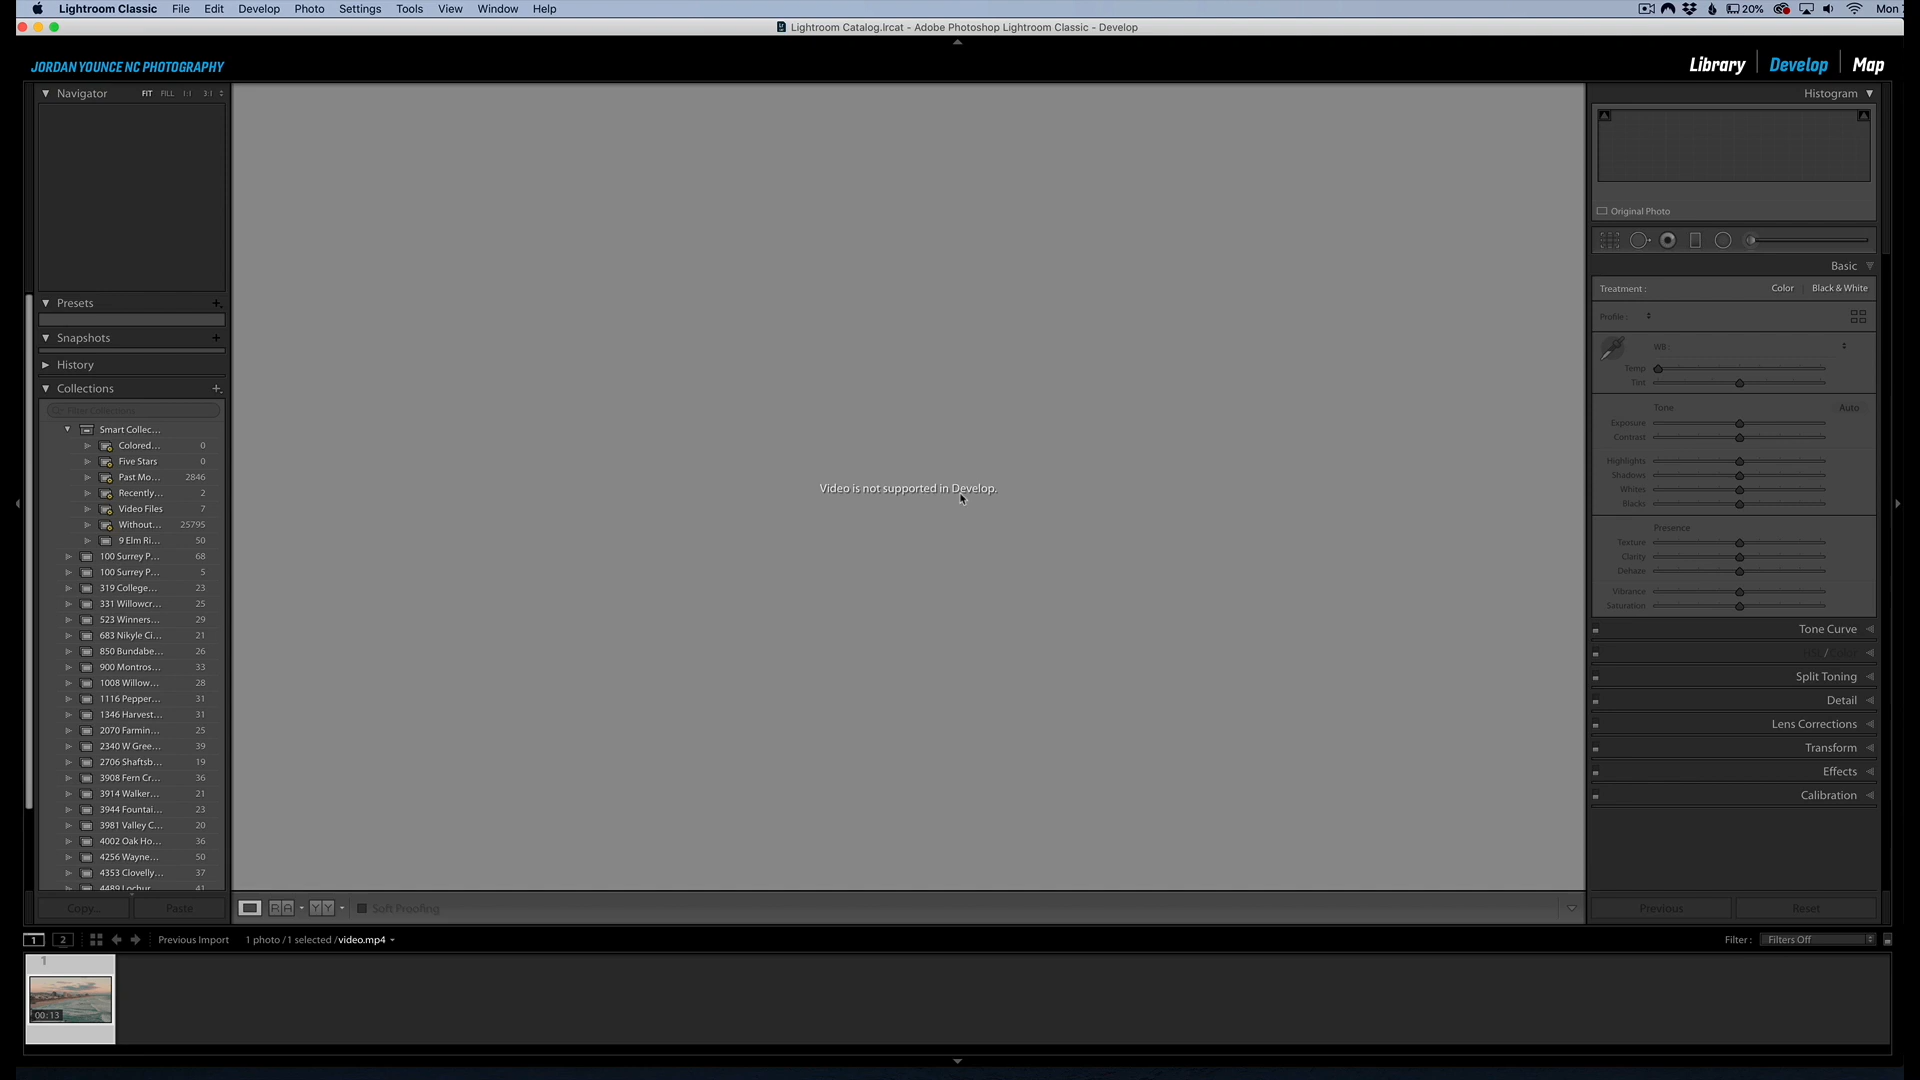 Lightroom Classic File Edit Develop Photo Settings Tools View Window Help 20% Mon
Lightroom Catalog.lrcat - Adobe Photoshop Lightroom Classic - Develop
JORDAN YOUNCE NC PHOTOGRAPHY
Library Develop Map
Navigator FIT FILL 1:1 3:1
Histogram
Original Photo
Basic
Treatment : Color Black & White
Profile :
WB :
Temp
Tint
Tone Auto
Exposure
Contrast
Highlights
Shadows
Whites
Blacks
Presence
Texture
Clarity
Dehaze
Vibrance
Saturation
Tone Curve
HSL / Color
Split Toning
Detail
Lens Corrections
Transform
Effects
Calibration
Previous Reset
Presets
Snapshots
History
Collections
Filter Collections
Smart Collec...
Colored... 0
Five Stars 0
Past Mo... 2846
Recently... 2
Video Files 7
Without... 25795
9 Elm Ri... 50
100 Surrey P... 68
100 Surrey P... 5
319 College... 23
331 Willowcr... 25
523 Winners... 29
683 Nikyle Ci... 21
850 Bundabe... 26
900 Montros... 33
1008 Willow... 28
1116 Pepper... 31
1346 Harvest... 31
2070 Farmin... 25
2340 W Gree... 39
2706 Shaftsb... 19
3908 Fern Cr... 36
3914 Walker... 21
3944 Fountai... 23
3981 Valley C... 20
4002 Oak Ho... 36
4256 Wayne... 50
4353 Clovelly... 37
4489 Lochur... 41
Copy... Paste
Video is not supported in Develop.
R A Y Y Soft Proofing
1 2 Previous Import 1 photo / 1 selected / video.mp4 Filter : Filters Off
1
00:13